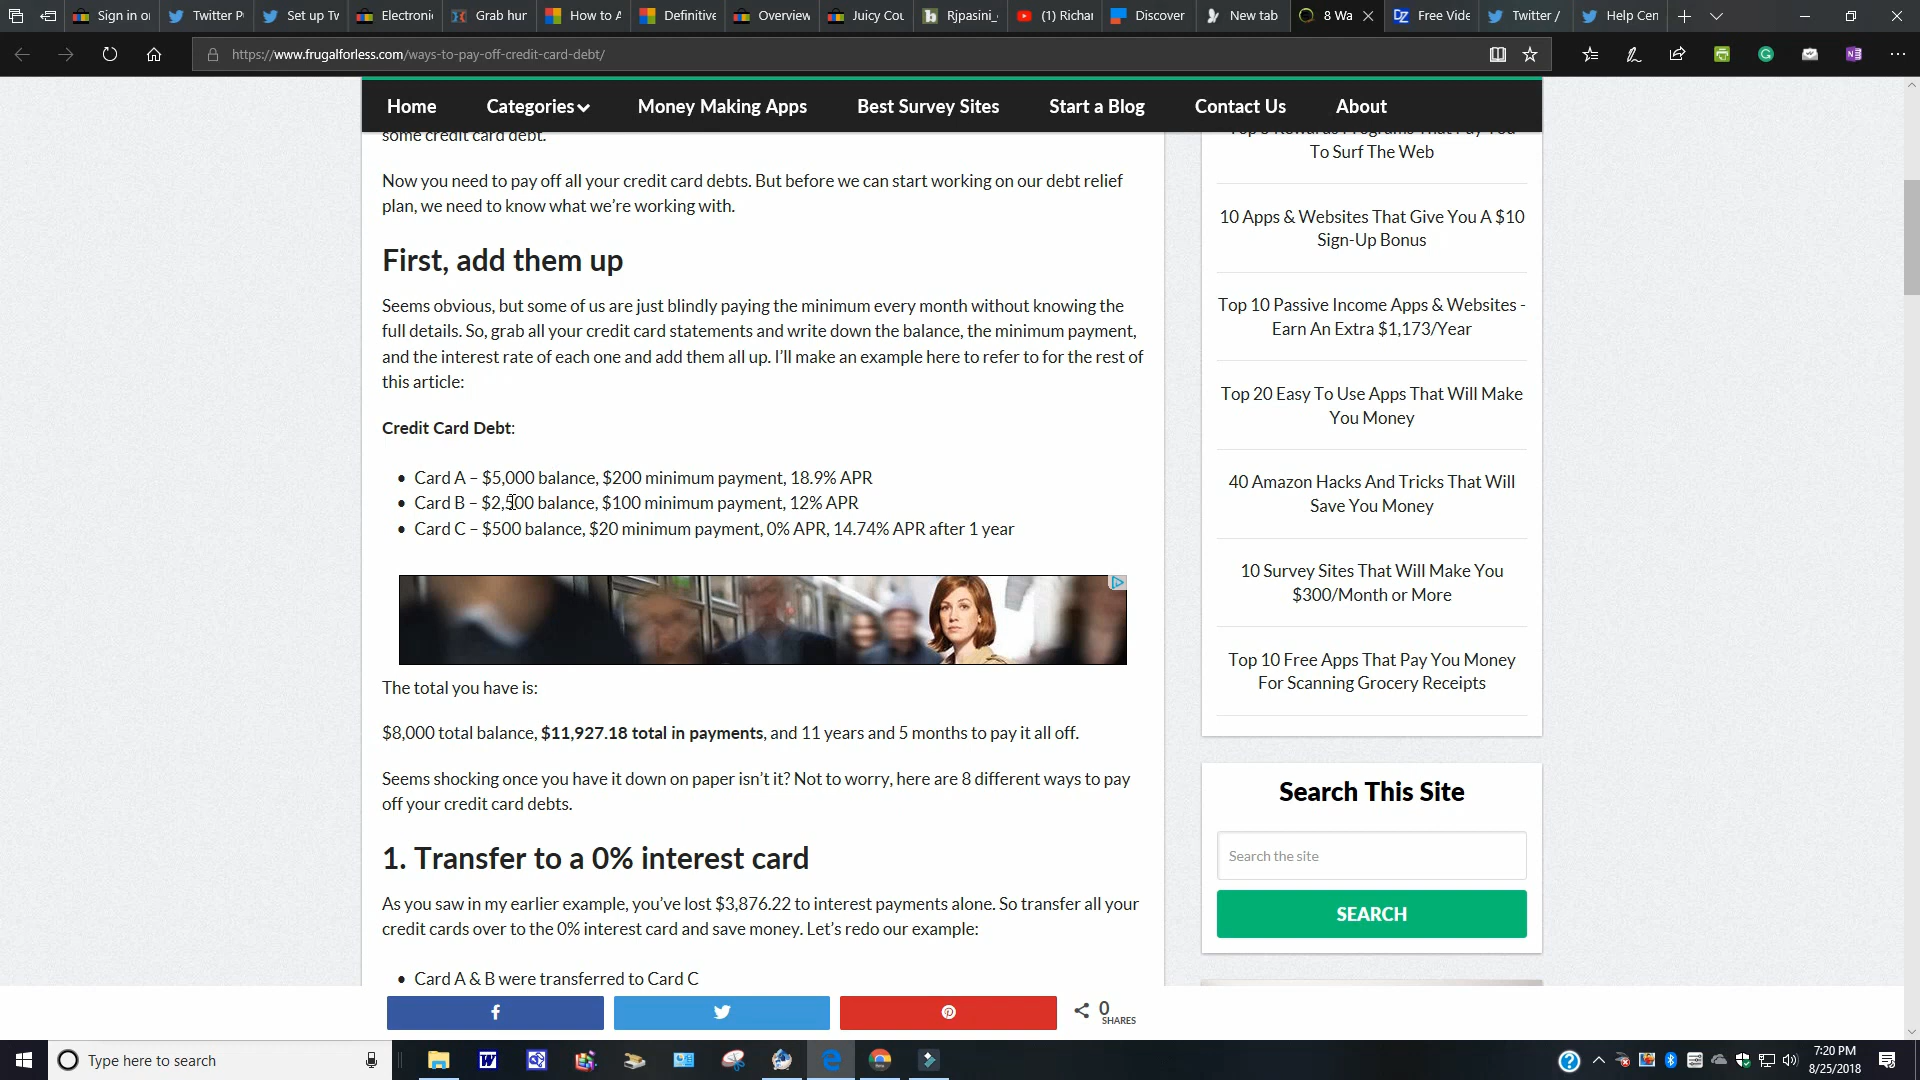 Sign in o
Twitter P
Set up Tw
Electroni
Grab hur
How to A
Definitive
Overview
Juicy Cou
Rjpasini_
(1) Richa
Discover
New tab
8 Wa
Free Vide
Twitter /
Help Cen
https://www.frugalforless.com/ways-to-pay-off-credit-card-debt/
Home Categories Money Making Apps Best Survey Sites Start a Blog Contact Us About
some credit card debt.
Now you need to pay off all your credit card debts. But before we can start working on our debt relief
plan, we need to know what we're working with.
First, add them up
Seems obvious, but some of us are just blindly paying the minimum every month without knowing the
full details. So, grab all your credit card statements and write down the balance, the minimum payment,
and the interest rate of each one and add them all up. I'll make an example here to refer to for the rest of
this article:
Credit Card Debt:
• Card A – $5,000 balance, $200 minimum payment, 18.9% APR
• Card B – $2,500 balance, $100 minimum payment, 12% APR
• Card C – $500 balance, $20 minimum payment, 0% APR, 14.74% APR after 1 year
The total you have is:
$8,000 total balance, $11,927.18 total in payments, and 11 years and 5 months to pay it all off.
Seems shocking once you have it down on paper isn't it? Not to worry, here are 8 different ways to pay
off your credit card debts.
1. Transfer to a 0% interest card
As you saw in my earlier example, you've lost $3,876.22 to interest payments alone. So transfer all your
credit cards over to the 0% interest card and save money. Let's redo our example:
• Card A & B were transferred to Card C
0
SHARES
Top 8 Rewards Programs That Pay You
To Surf The Web
10 Apps & Websites That Give You A $10
Sign-Up Bonus
Top 10 Passive Income Apps & Websites -
Earn An Extra $1,173/Year
Top 20 Easy To Use Apps That Will Make
You Money
40 Amazon Hacks And Tricks That Will
Save You Money
10 Survey Sites That Will Make You
$300/Month or More
Top 10 Free Apps That Pay You Money
For Scanning Grocery Receipts
Search This Site
Search the site
SEARCH
Type here to search
7:20 PM
8/25/2018